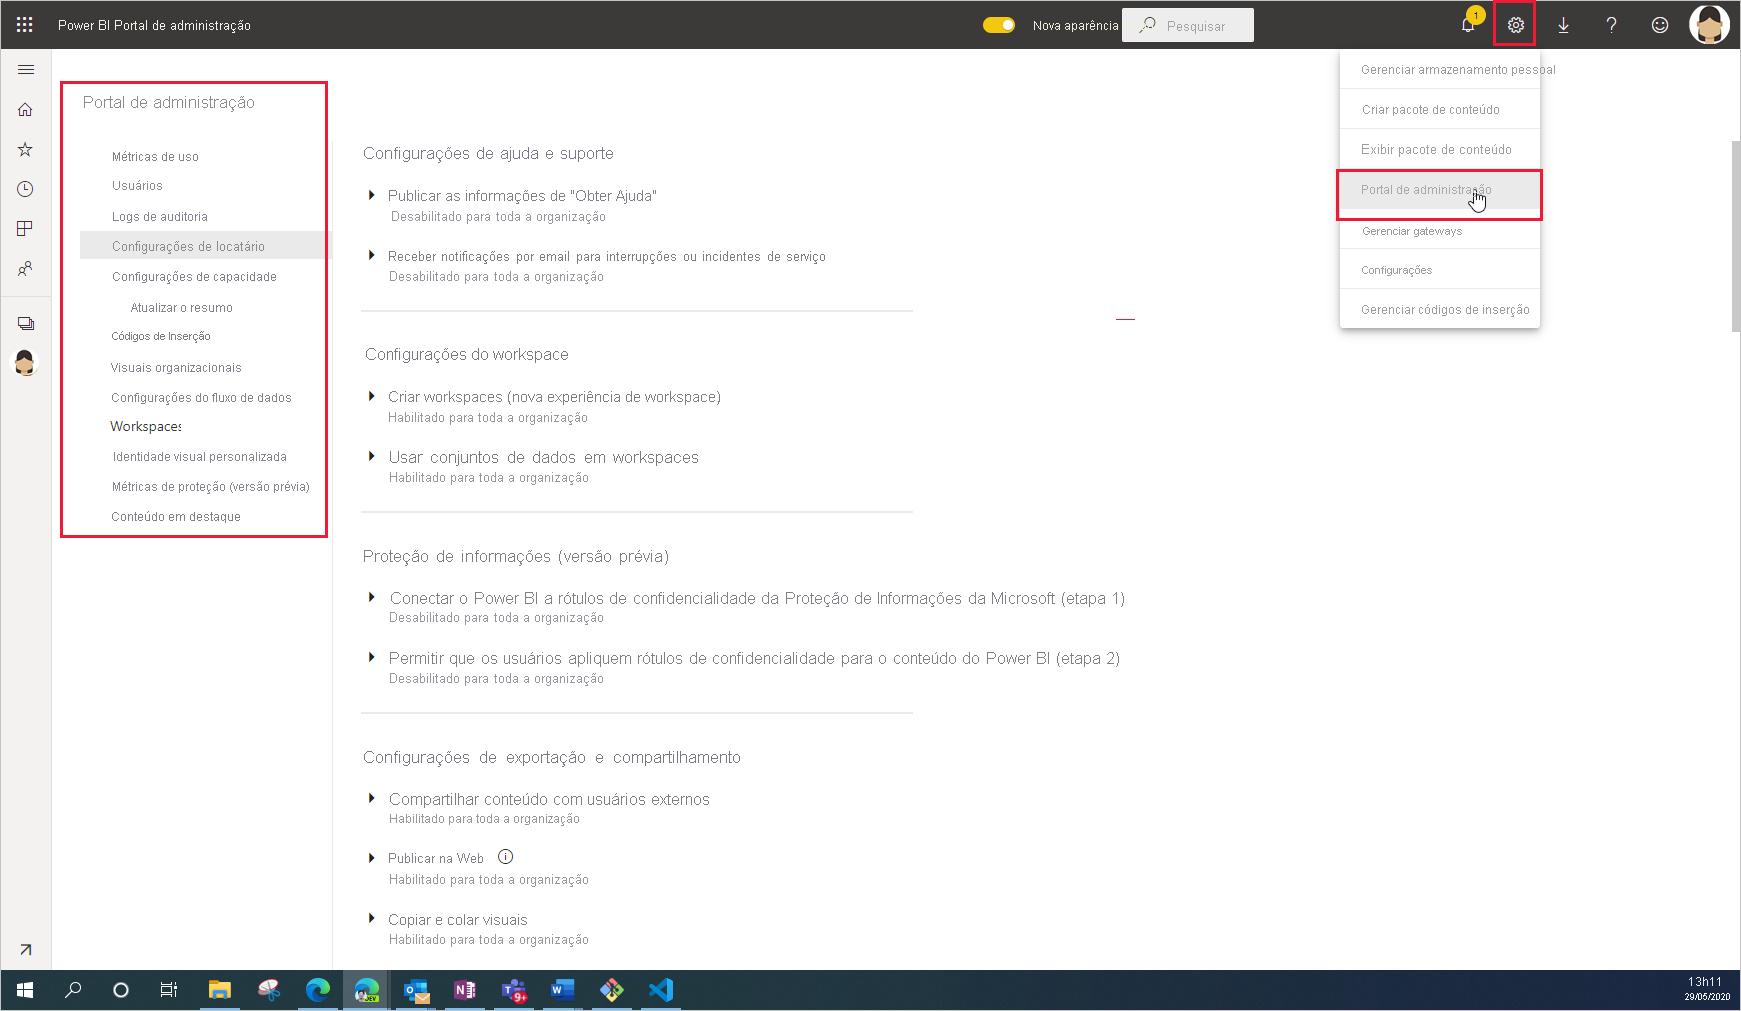 Power BI Portal de administração
Nova aparência
Pesquisar
1
Gerenciar armazenamento pessoal
Criar pacote de conteúdo
Exibir pacote de conteúdo
Portal de administração
Gerenciar gateways
Configurações
Gerenciar códigos de inserção
Portal de administração
Métricas de uso
Usuários
Logs de auditoria
Configurações de locatário
Configurações de capacidade
Atualizar o resumo
Códigos de Inserção
Visuais organizacionais
Configurações do fluxo de dados
Workspaces
Identidade visual personalizada
Métricas de proteção (versão prévia)
Conteúdo em destaque
Configurações de ajuda e suporte
Publicar as informações de "Obter Ajuda"
Desabilitado para toda a organização
Receber notificações por email para interrupções ou incidentes de serviço
Desabilitado para toda a organização
Configurações do workspace
Criar workspaces (nova experiência de workspace)
Habilitado para toda a organização
Usar conjuntos de dados em workspaces
Habilitado para toda a organização
Proteção de informações (versão prévia)
Conectar o Power BI a rótulos de confidencialidade da Proteção de Informações da Microsoft (etapa 1)
Desabilitado para toda a organização
Permitir que os usuários apliquem rótulos de confidencialidade para o conteúdo do Power BI (etapa 2)
Desabilitado para toda a organização
Configurações de exportação e compartilhamento
Compartilhar conteúdo com usuários externos
Habilitado para toda a organização
Publicar na Web
Habilitado para toda a organização
Copiar e colar visuais
Habilitado para toda a organização
DEV
9+
13h11
29/05/2020